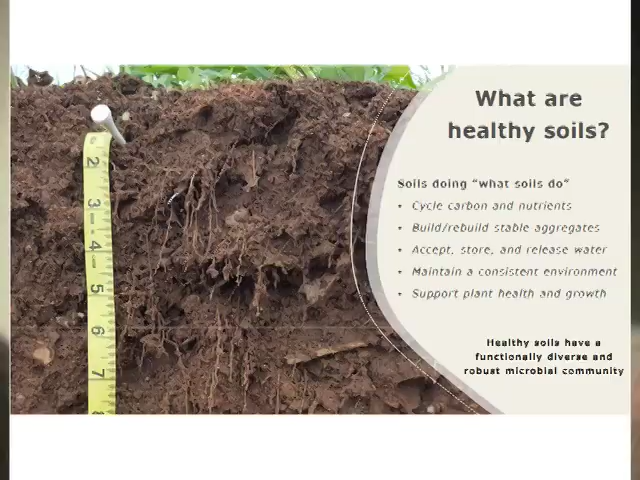 What are
healthy soils?
Soils doing "what soils do"
• Cycle carbon and nutrients
• Build/rebuild stable aggregates
• Accept, store, and release water
• Maintain a consistent environment
• Support plant health and growth
Healthy soils have a
functionally diverse and
robust microbial community
2
3
4
5
6
7
8